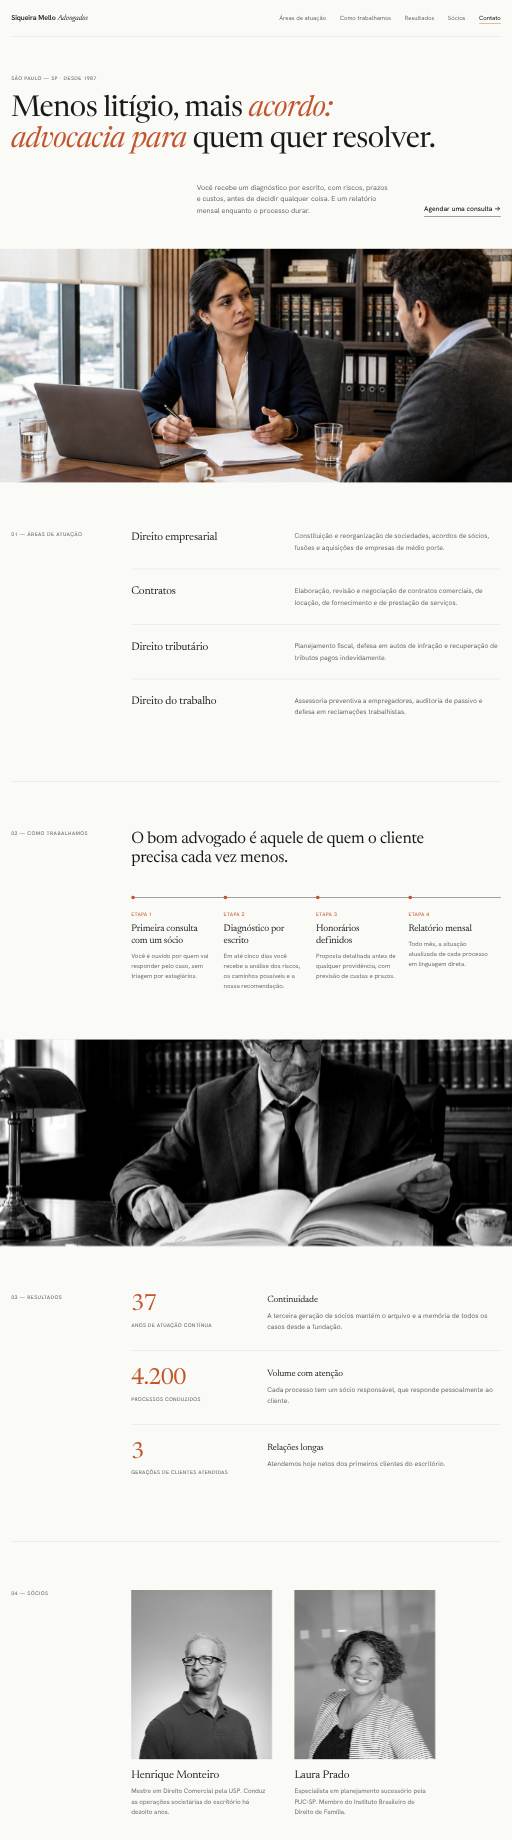 Siqueira Mello Advogados
Áreas de atuação
Como trabalhamos
Resultados
Sócios
Contato
SÃO PAULO — SP · DESDE 1987
Menos litígio, mais acordo:
advocacia para quem quer resolver.
Você recebe um diagnóstico por escrito, com riscos, prazos
e custos, antes de decidir qualquer coisa. E um relatório
mensal enquanto o processo durar.
Agendar uma consulta →
01 — ÁREAS DE ATUAÇÃO
Direito empresarial
Constituição e reorganização de sociedades, acordos de sócios,
fusões e aquisições de empresas de médio porte.
Contratos
Elaboração, revisão e negociação de contratos comerciais, de
locação, de fornecimento e de prestação de serviços.
Direito tributário
Planejamento fiscal, defesa em autos de infração e recuperação de
tributos pagos indevidamente.
Direito do trabalho
Assessoria preventiva a empregadores, auditoria de passivo e
defesa em reclamações trabalhistas.
02 — COMO TRABALHAMOS
O bom advogado é aquele de quem o cliente
precisa cada vez menos.
ETAPA 1
Primeira consulta
com um sócio
Você é ouvido por quem vai
responder pelo caso, sem
triagem por estagiários.
ETAPA 2
Diagnóstico por
escrito
Em até cinco dias você
recebe a análise dos riscos,
os caminhos possíveis e a
nossa recomendação.
ETAPA 3
Honorários
definidos
Proposta detalhada antes de
qualquer providência, com
previsão de custas e prazos.
ETAPA 4
Relatório mensal
Todo mês, a situação
atualizada de cada processo
em linguagem direta.
03 — RESULTADOS
37
ANOS DE ATUAÇÃO CONTÍNUA
Continuidade
A terceira geração de sócios mantém o arquivo e a memória de todos os
casos desde a fundação.
4.200
PROCESSOS CONDUZIDOS
Volume com atenção
Cada processo tem um sócio responsável, que responde pessoalmente ao
cliente.
3
GERAÇÕES DE CLIENTES ATENDIDAS
Relações longas
Atendemos hoje netos dos primeiros clientes do escritório.
04 — SÓCIOS
Henrique Monteiro
Mestre em Direito Comercial pela USP. Conduz
as operações societárias do escritório há
dezoito anos.
Laura Prado
Especialista em planejamento sucessório pela
PUC-SP. Membro do Instituto Brasileiro de
Direito de Família.